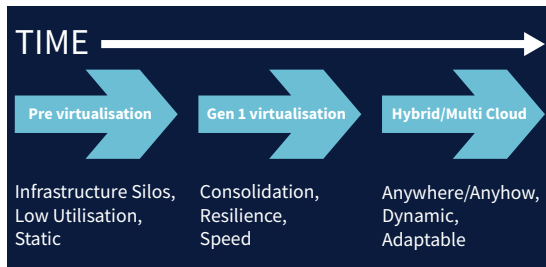 TIME
Pre virtualisation
Gen 1 virtualisation
Hybrid/Multi Cloud
Infrastructure Silos,
Low Utilisation,
Static
Consolidation,
Resilience,
Speed
Anywhere/Anyhow,
Dynamic,
Adaptable